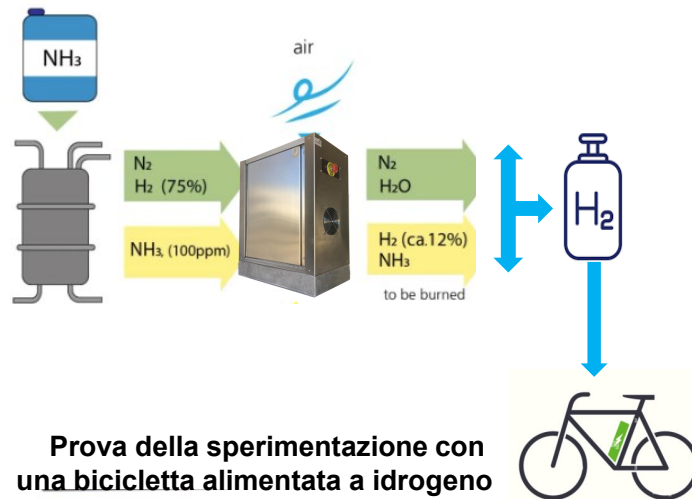 NH₃
air
N₂
H₂ (75%)
NH₃, (100ppm)
N₂
H₂O
H₂ (ca.12%)
NH₃
to be burned
H₂
Prova della sperimentazione con
una bicicletta alimentata a idrogeno